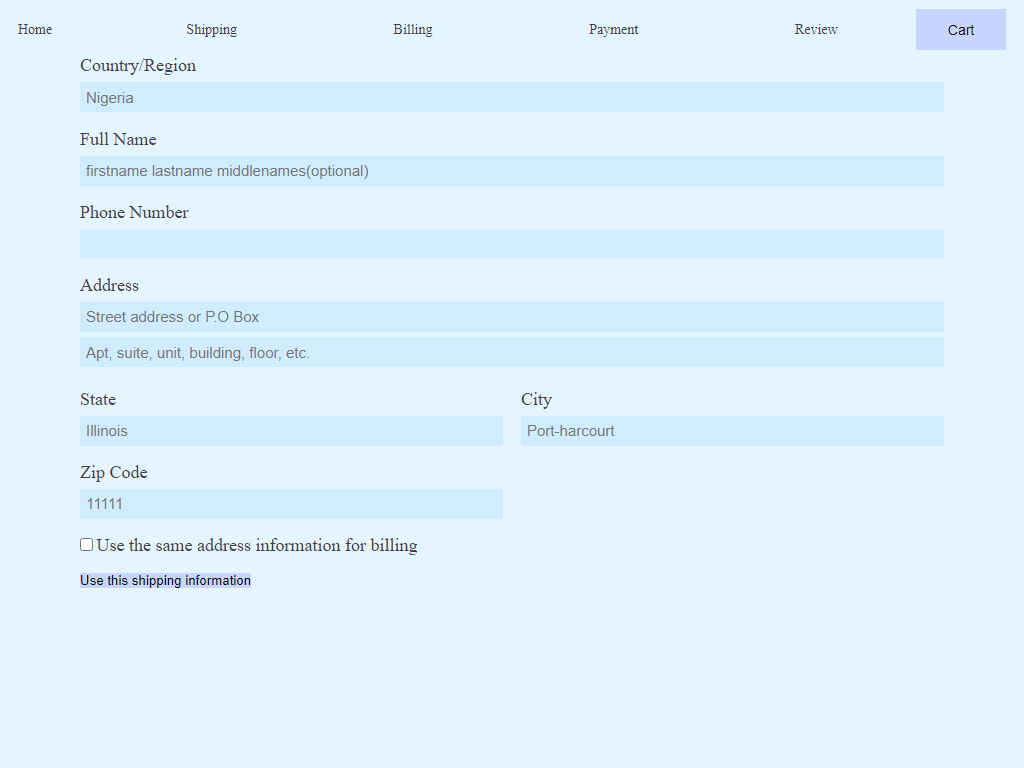 Home Shipping Billing Payment Review Cart
Country/Region
Nigeria
Full Name
firstname lastname middlenames(optional)
Phone Number
Address
Street address or P.O Box
Apt, suite, unit, building, floor, etc.
State City
Illinois Port-harcourt
Zip Code
11111
Use the same address information for billing
Use this shipping information